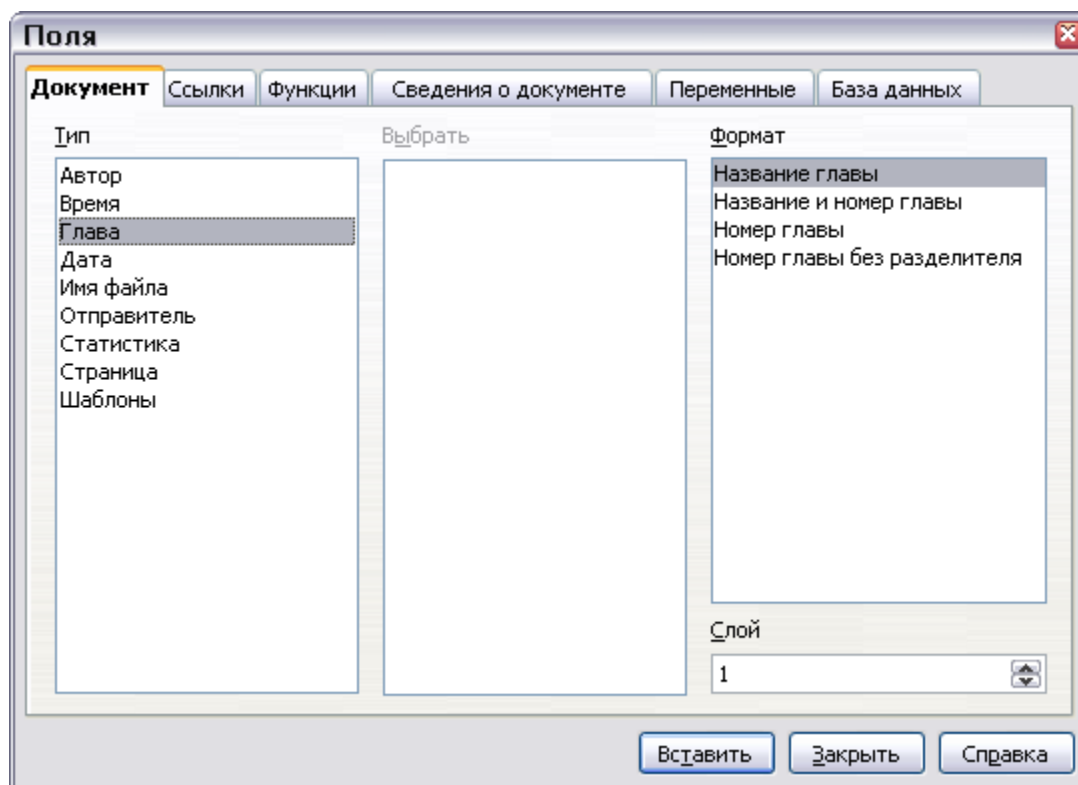 Поля
Документ Ссылки Функции Сведения о документе Переменные База данных
Тип
Автор
Время
Глава
Дата
Имя файла
Отправитель
Статистика
Страница
Шаблоны
Выбрать
Формат
Название главы
Название и номер главы
Номер главы
Номер главы без разделителя
Слой
1
Вставить Закрыть Справка